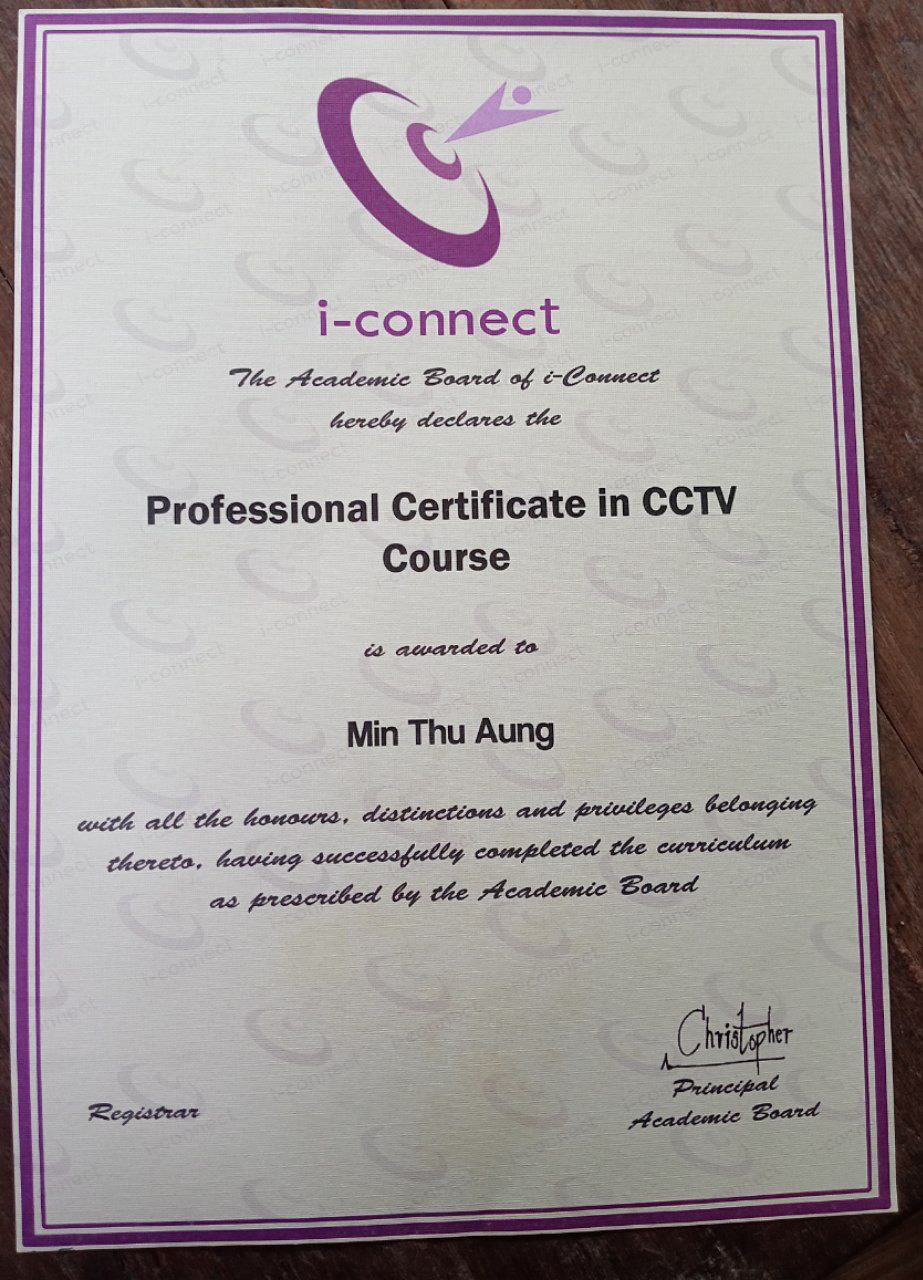 i-connect
The Academic Board of i-Connect
hereby declares the
Professional Certificate in CCTV
Course
is awarded to
Min Thu Aung
with all the honours, distinctions and privileges belonging
thereto, having successfully completed the curriculum
as prescribed by the Academic Board
Christopher
Principal
Academic Board
Registrar